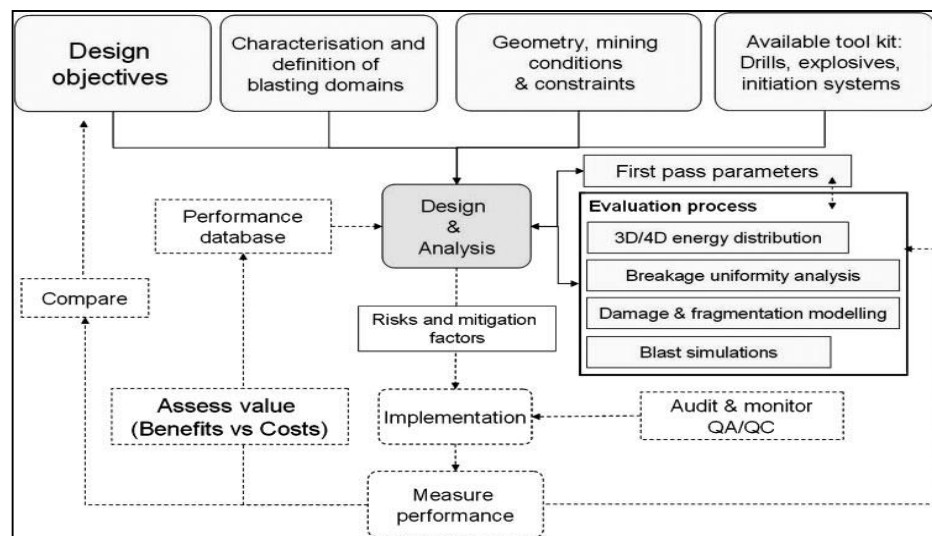 Design
objectives
Characterisation and
definition of
blasting domains
Geometry, mining
conditions
& constraints
Available tool kit:
Drills, explosives,
initiation systems
First pass parameters
Design
&
Analysis
Performance
database
Evaluation process
3D/4D energy distribution
Breakage uniformity analysis
Damage & fragmentation modelling
Blast simulations
Compare
Risks and mitigation
factors
Assess value
(Benefits vs Costs)
Implementation
Audit & monitor
QA/QC
Measure
performance